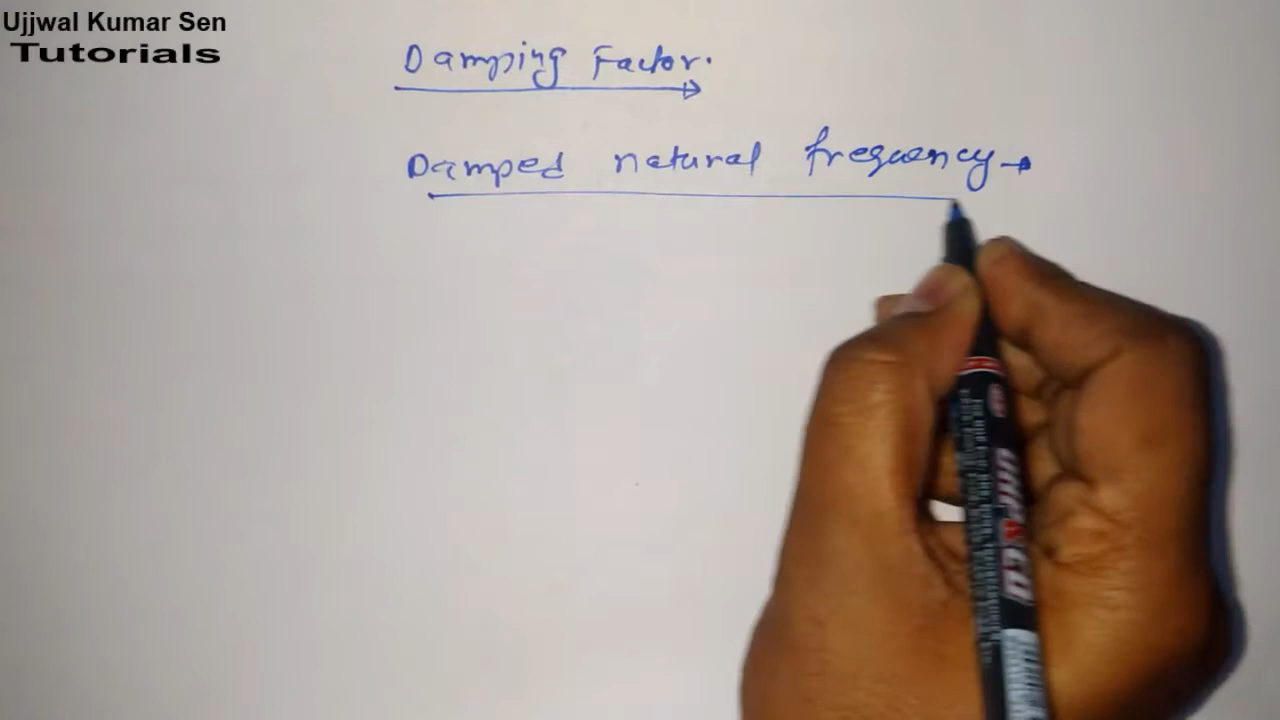 Ujjwal Kumar Sen
Tutorials
Damping Factor.
Damped natural frequency →